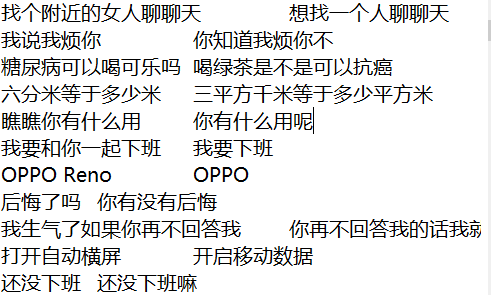 找个附近的女人聊聊天 想找一个人聊聊天
我说我烦你 你知道我烦你不
糖尿病可以喝可乐吗 喝绿茶是不是可以抗癌
六分米等于多少米 三平方千米等于多少平方米
瞧瞧你有什么用 你有什么用呢
我要和你一起下班 我要下班
OPPO Reno OPPO
后悔了吗 你有没有后悔
我生气了如果你再不回答我 你再不回答我的话我就
打开自动横屏 开启移动数据
还没下班 还没下班嘛